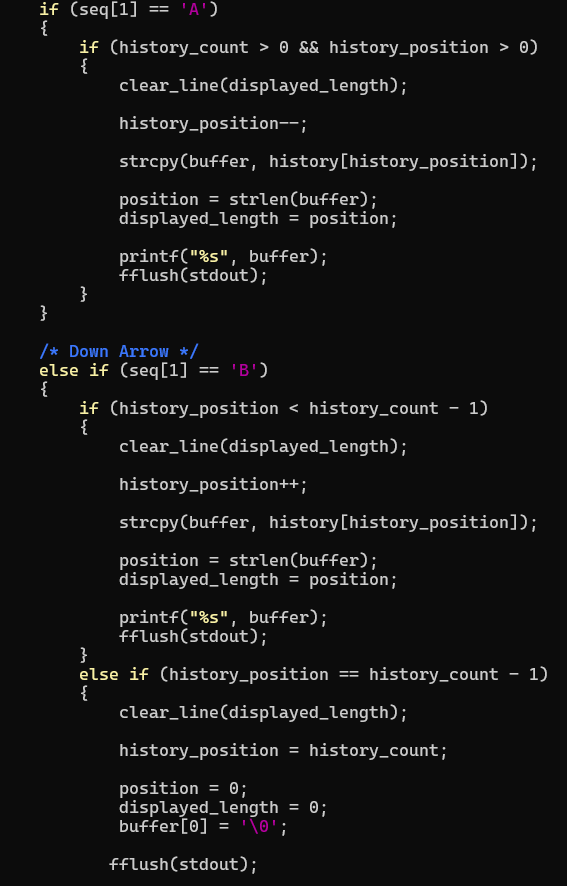 if (seq[1] == 'A')
{
    if (history_count > 0 && history_position > 0)
    {
        clear_line(displayed_length);

        history_position--;

        strcpy(buffer, history[history_position]);

        position = strlen(buffer);
        displayed_length = position;

        printf("%s", buffer);
        fflush(stdout);
    }
}

/* Down Arrow */
else if (seq[1] == 'B')
{
    if (history_position < history_count - 1)
    {
        clear_line(displayed_length);

        history_position++;

        strcpy(buffer, history[history_position]);

        position = strlen(buffer);
        displayed_length = position;

        printf("%s", buffer);
        fflush(stdout);
    }
    else if (history_position == history_count - 1)
    {
        clear_line(displayed_length);

        history_position = history_count;

        position = 0;
        displayed_length = 0;
        buffer[0] = '\0';

       fflush(stdout);